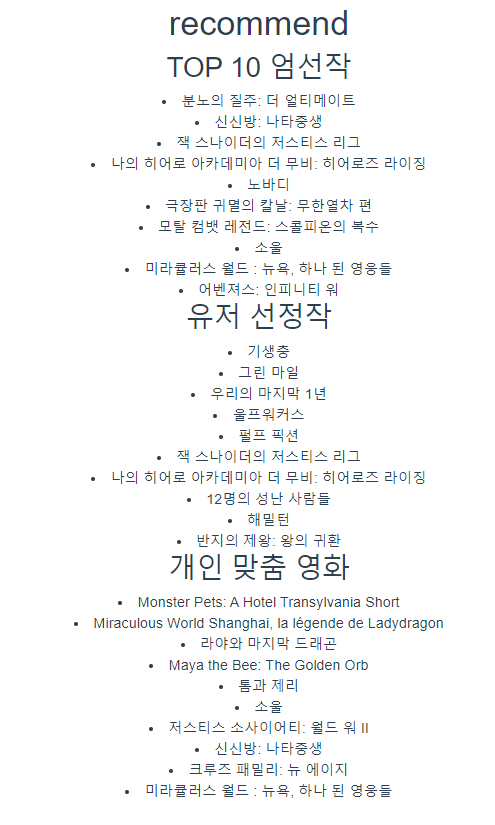 recommend
TOP 10 엄선작
• 분노의 질주: 더 얼티메이트
• 신신방: 나타중생
• 잭 스나이더의 저스티스 리그
• 나의 히어로 아카데미아 더 무비: 히어로즈 라이징
• 노바디
• 극장판 귀멸의 칼날: 무한열차 편
• 모탈 컴뱃 레전드: 스콜피온의 복수
• 소울
• 미라큘러스 월드 : 뉴욕, 하나 된 영웅들
• 어벤져스: 인피니티 워
유저 선정작
• 기생충
• 그린 마일
• 우리의 마지막 1년
• 울프워커스
• 펄프 픽션
• 잭 스나이더의 저스티스 리그
• 나의 히어로 아카데미아 더 무비: 히어로즈 라이징
• 12명의 성난 사람들
• 해밀턴
• 반지의 제왕: 왕의 귀환
개인 맞춤 영화
• Monster Pets: A Hotel Transylvania Short
• Miraculous World Shanghai, la légende de Ladydragon
• 라야와 마지막 드래곤
• Maya the Bee: The Golden Orb
• 톰과 제리
• 소울
• 저스티스 소사이어티: 월드 워 II
• 신신방: 나타중생
• 크루즈 패밀리: 뉴 에이지
• 미라큘러스 월드 : 뉴욕, 하나 된 영웅들